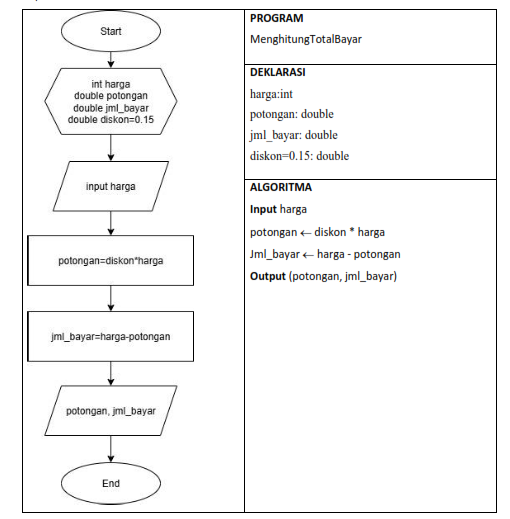 Start
int harga
double potongan
double jml_bayar
double diskon=0.15
input harga
potongan=diskon*harga
jml_bayar=harga-potongan
potongan, jml_bayar
End
PROGRAM
MenghitungTotalBayar
DEKLARASI
harga:int
potongan: double
jml_bayar: double
diskon=0.15: double
ALGORITMA
Input harga
potongan ← diskon * harga
Jml_bayar ← harga - potongan
Output (potongan, jml_bayar)